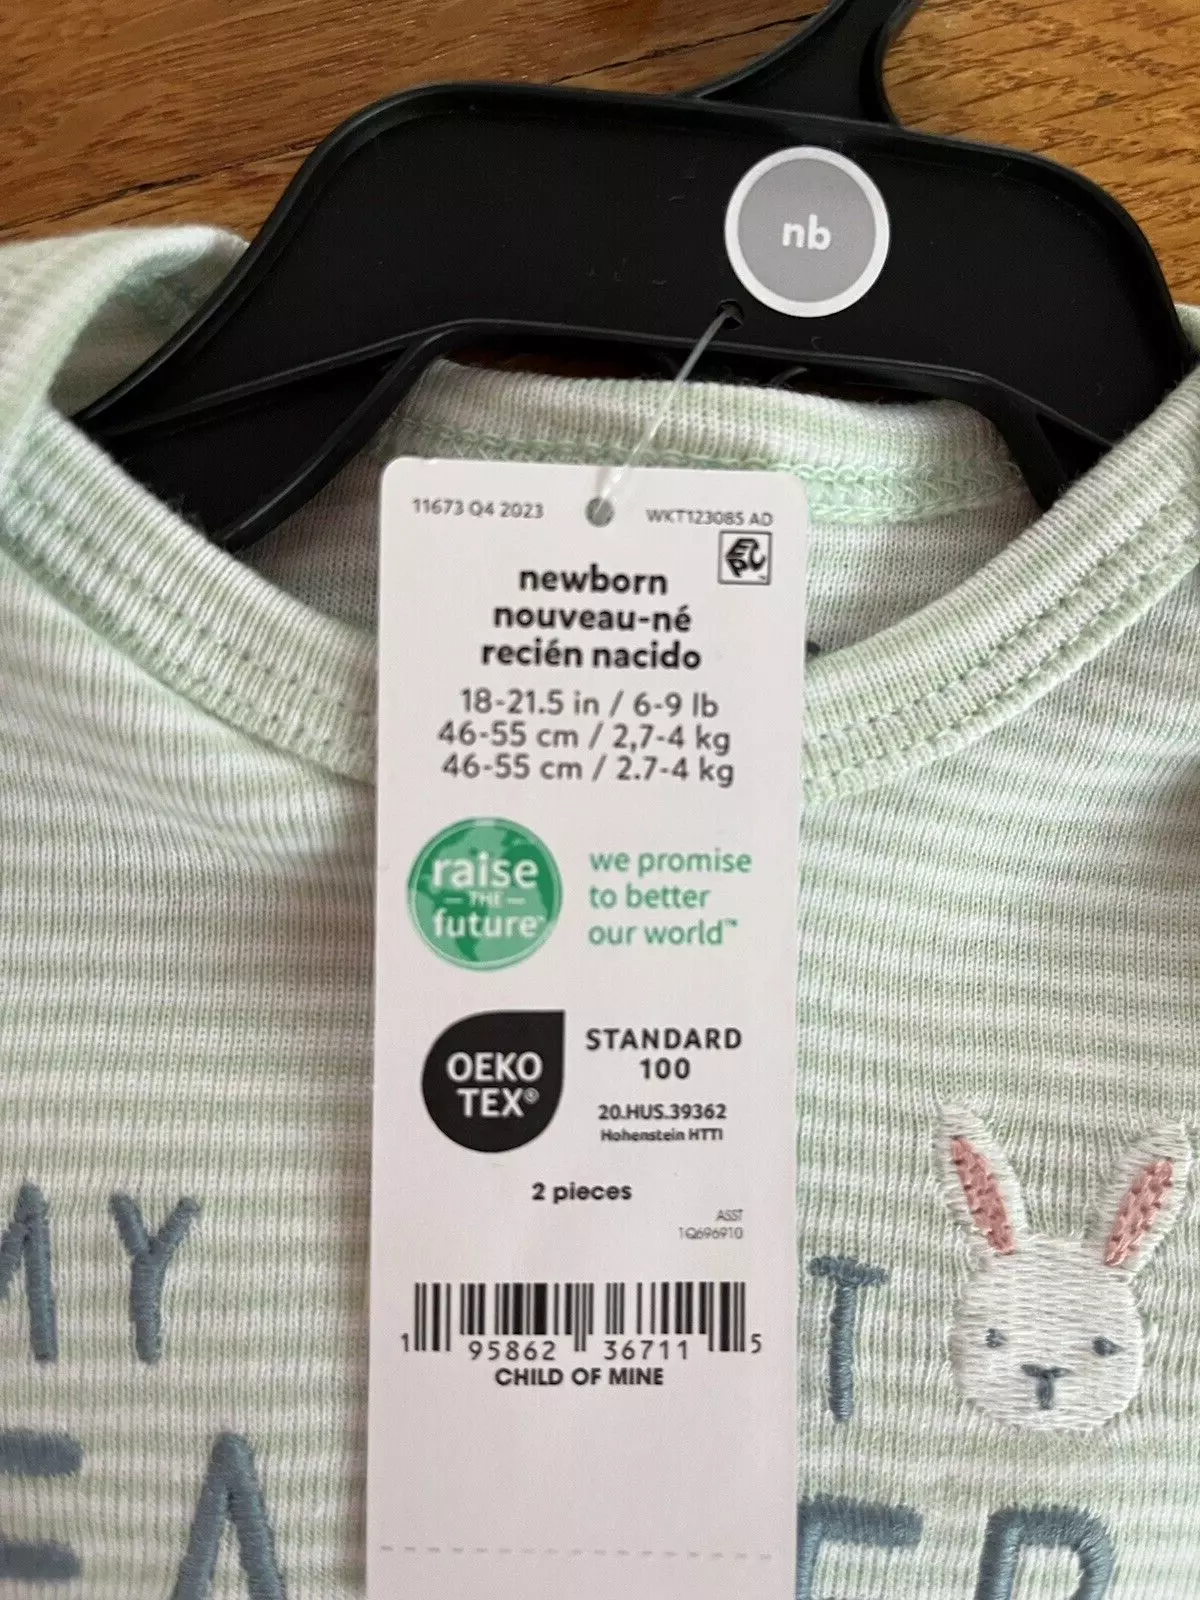 nb
11673 Q4 2023
WKT123085 AD
EPC
newborn
nouveau-né
recién nacido
18-21.5 in / 6-9 lb
46-55 cm / 2,7-4 kg
46-55 cm / 2.7-4 kg
raise
THE
future™
we promise
to better
our world™
OEKO
TEX®
STANDARD
100
20.HUS.39362
Hohenstein HTTI
2 pieces
ASST
1Q696910
1 95862 36711 5
CHILD OF MINE
MY
T